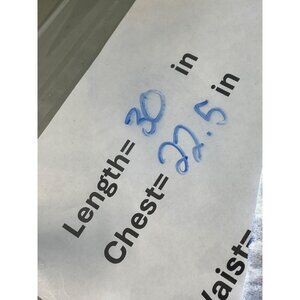 Length= 30 in
Chest= 22.5 in